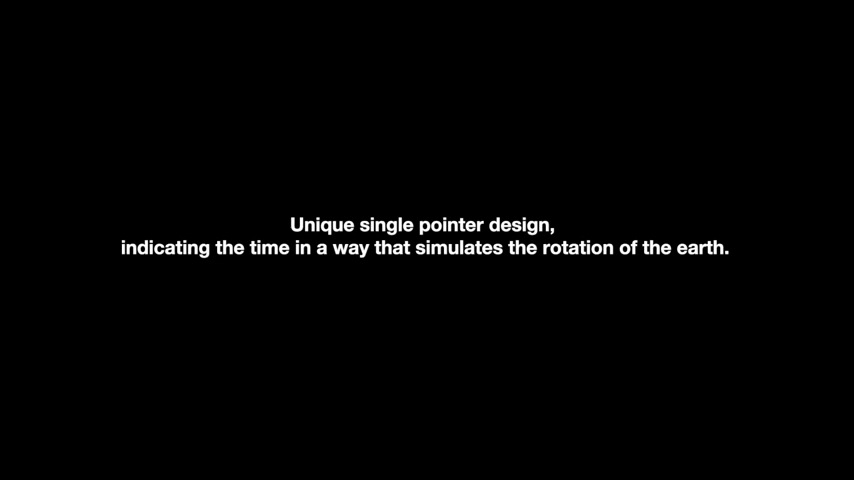 Unique single pointer design,
indicating the time in a way that simulates the rotation of the earth.